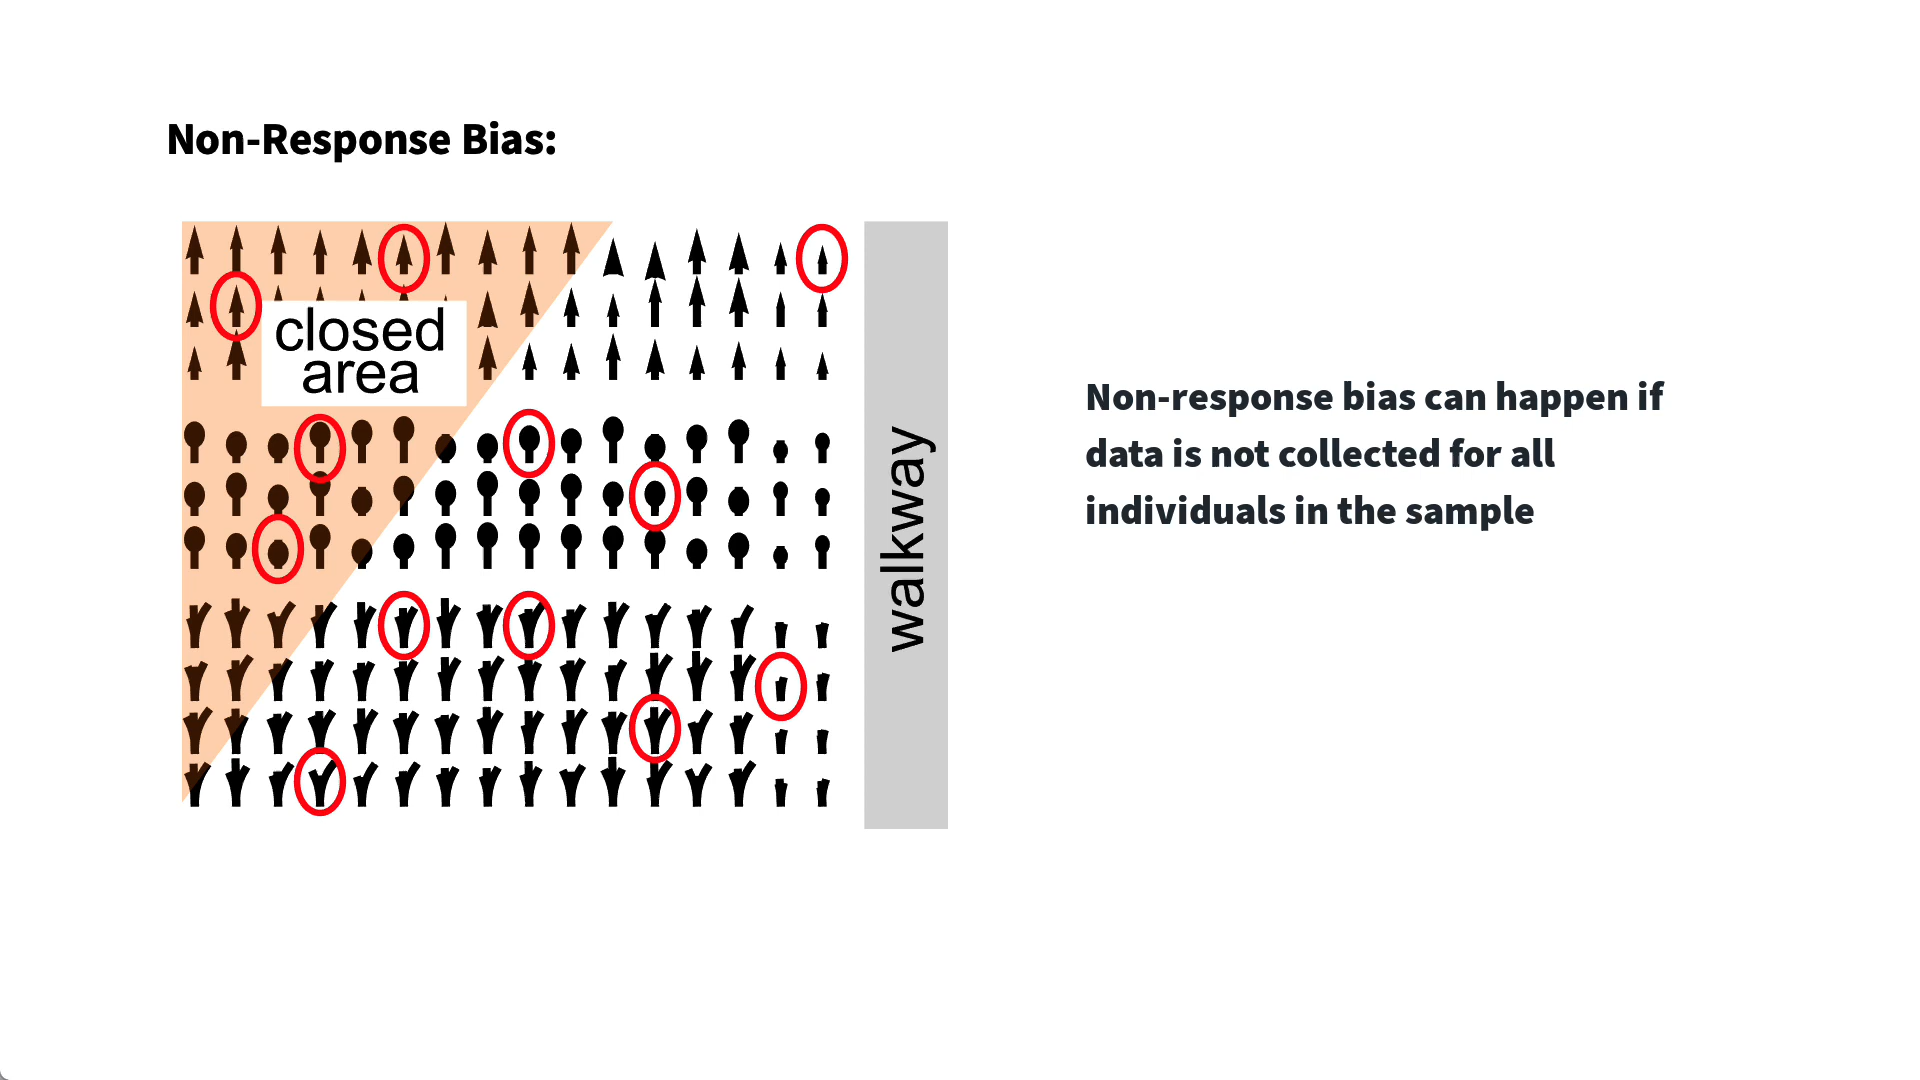 Non-Response Bias:
closed
area
walkway
Non-response bias can happen if
data is not collected for all
individuals in the sample